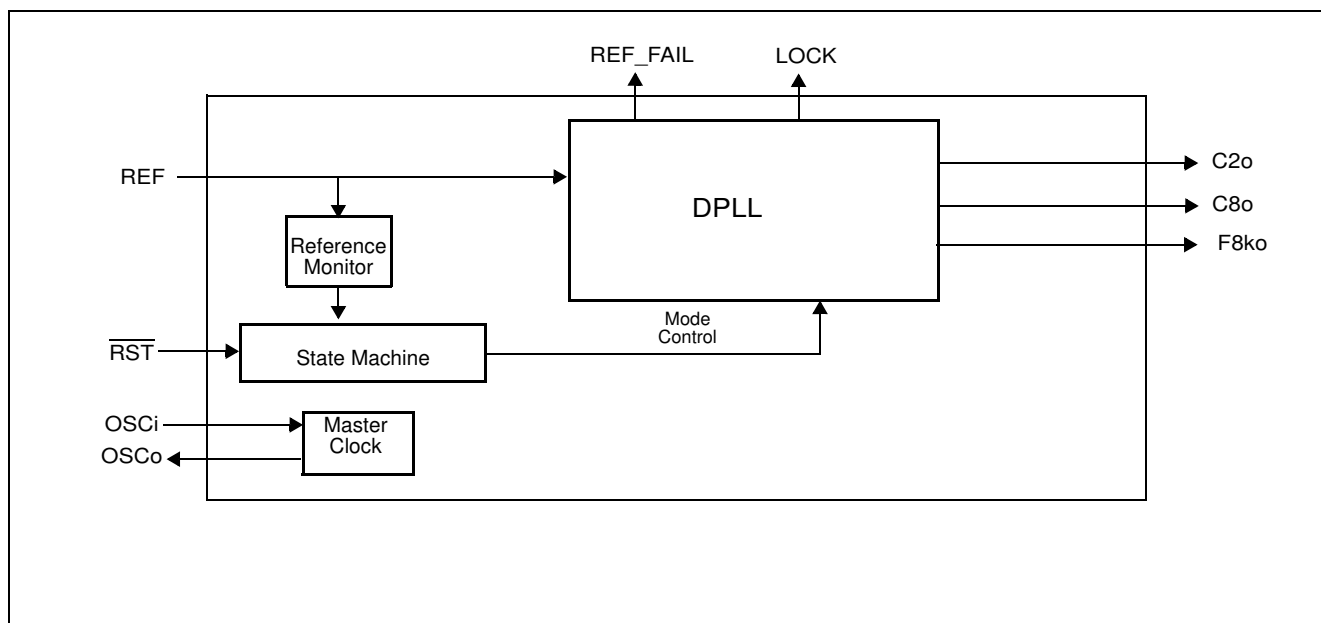 REF_FAIL
LOCK
REF
C2o
C8o
F8ko
DPLL
Reference
Monitor
Mode
Control
RST
State Machine
OSCi
OSCo
Master
Clock